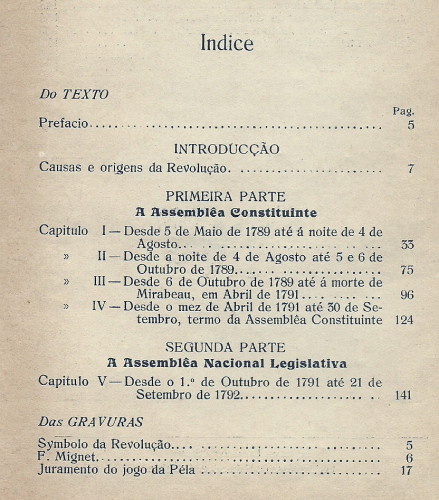 Indice
Do TEXTO
Pag.
Prefacio........................................ 5
INTRODUCÇÃO
Causas e origens da Revolução. .................... 7
PRIMEIRA PARTE
A Assemblêa Constituinte
Capitulo I — Desde 5 de Maio de 1789 até á noite de 4 de
Agosto.............................. 33
» II — Desde a noite de 4 de Agosto até 5 e 6 de
Outubro de 1789...................... 75
» III — Desde 6 de Outubro de 1789 até á morte de
Mirabeau, em Abril de 1791............ 96
» IV — Desde o mez de Abril de 1791 até 30 de Se-
tembro, termo da Assemblêa Constituinte 124
SEGUNDA PARTE
A Assemblêa Nacional Legislativa
Capitulo V — Desde o 1.º de Outubro de 1791 até 21 de
Setembro de 1792...................... 141
Das GRAVURAS
Symbolo da Revolução............................ 5
F. Mignet........................................ 6
Juramento do jogo da Péla........................ 17